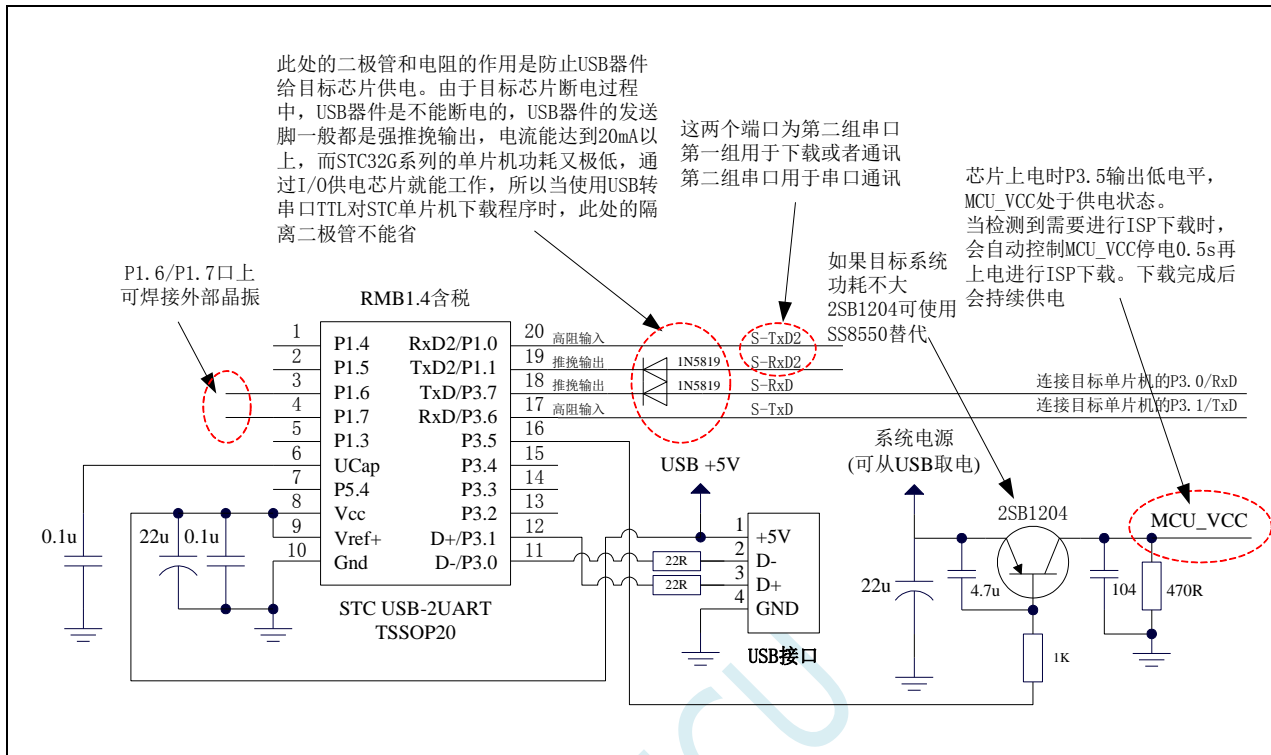 此处的二极管和电阻的作用是防止USB器件
给目标芯片供电。由于目标芯片断电过程
中，USB器件是不能断电的，USB器件的发送
脚一般都是强推挽输出，电流能达到20mA以
上，而STC32G系列的单片机功耗又极低，通
过I/O供电芯片就能工作，所以当使用USB转
串口TTL对STC单片机下载程序时，此处的隔
离二极管不能省
这两个端口为第二组串口
第一组用于下载或者通讯
第二组串口用于串口通讯
芯片上电时P3.5输出低电平，
MCU_VCC处于供电状态。
当检测到需要进行ISP下载时，
会自动控制MCU_VCC停电0.5s再
上电进行ISP下载。下载完成后
会持续供电
如果目标系统
功耗不大
2SB1204可使用
SS8550替代
P1.6/P1.7口上
可焊接外部晶振
RMB1.4含税
1 P1.4 RxD2/P1.0 20 高阻输入 S-TxD2
2 P1.5 TxD2/P1.1 19 推挽输出 1N5819 S-RxD2
3 P1.6 TxD/P3.7 18 推挽输出 1N5819 S-RxD 连接目标单片机的P3.0/RxD
4 P1.7 RxD/P3.6 17 高阻输入 S-TxD 连接目标单片机的P3.1/TxD
5 P1.3 P3.5 16
6 UCap P3.4 15
7 P5.4 P3.3 14
8 Vcc P3.2 13
9 Vref+ D+/P3.1 12
10 Gnd D-/P3.0 11
STC USB-2UART
TSSOP20
0.1u
22u
0.1u
USB +5V
22R
22R
1 +5V
2 D-
3 D+
4 GND
USB接口
系统电源
(可从USB取电)
2SB1204
MCU_VCC
22u
4.7u
104
470R
1K
MCU